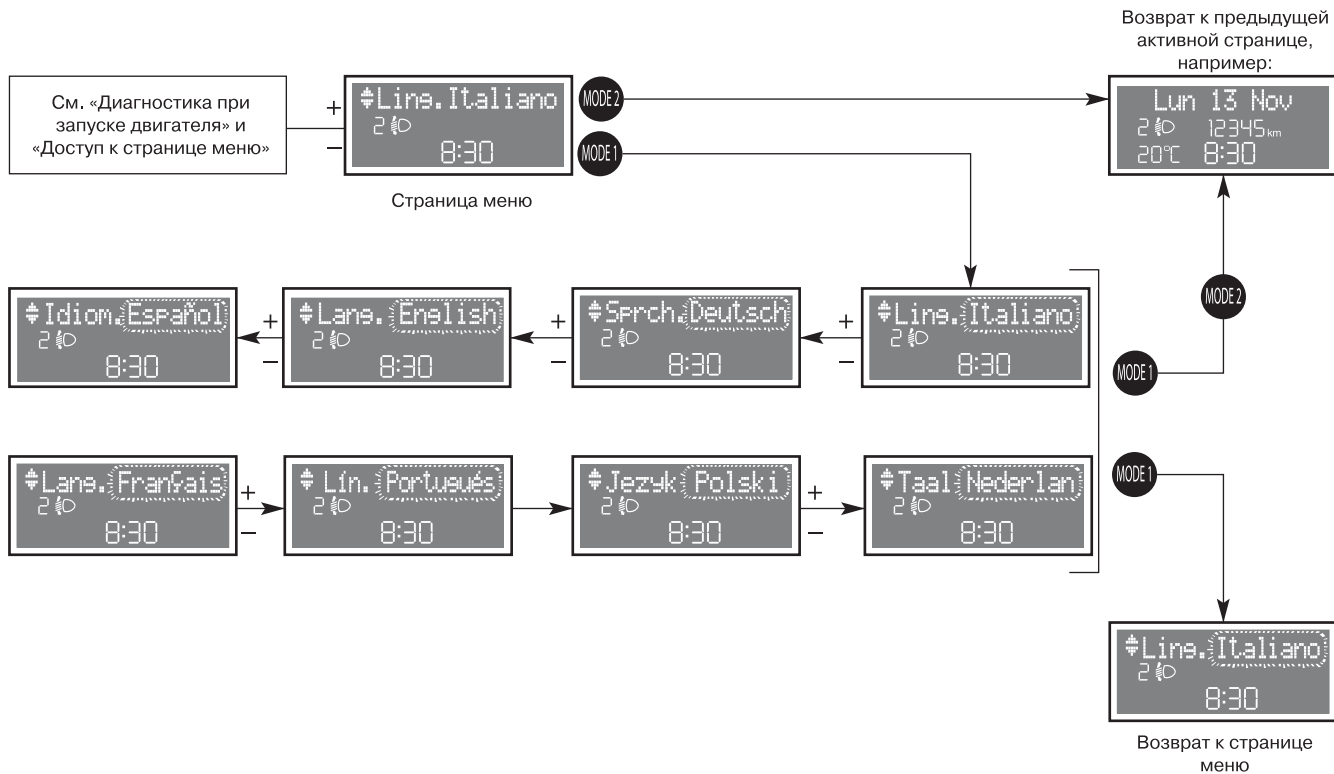 Возврат к предыдущей
активной странице,
например:
См. «Диагностика при
запуске двигателя» и
«Доступ к странице меню»
+
−
Ling.Italiano
2
8:30
MODE 2
MODE 1
Lun 13 Nov
2 12345 km
20°C 8:30
Страница меню
MODE 2
Idiom.Español
2
8:30
+
−
Lang. English
2
8:30
+
−
Sprch.Deutsch
2
8:30
+
−
Ling. Italiano
2
8:30
MODE 1
Lang. Français
2
8:30
+
−
Lín. Portugués
2
8:30
Jezyk Polski
2
8:30
+
−
Taal Nederlan
2
8:30
MODE 1
Ling. Italiano
2
8:30
Возврат к странице
меню